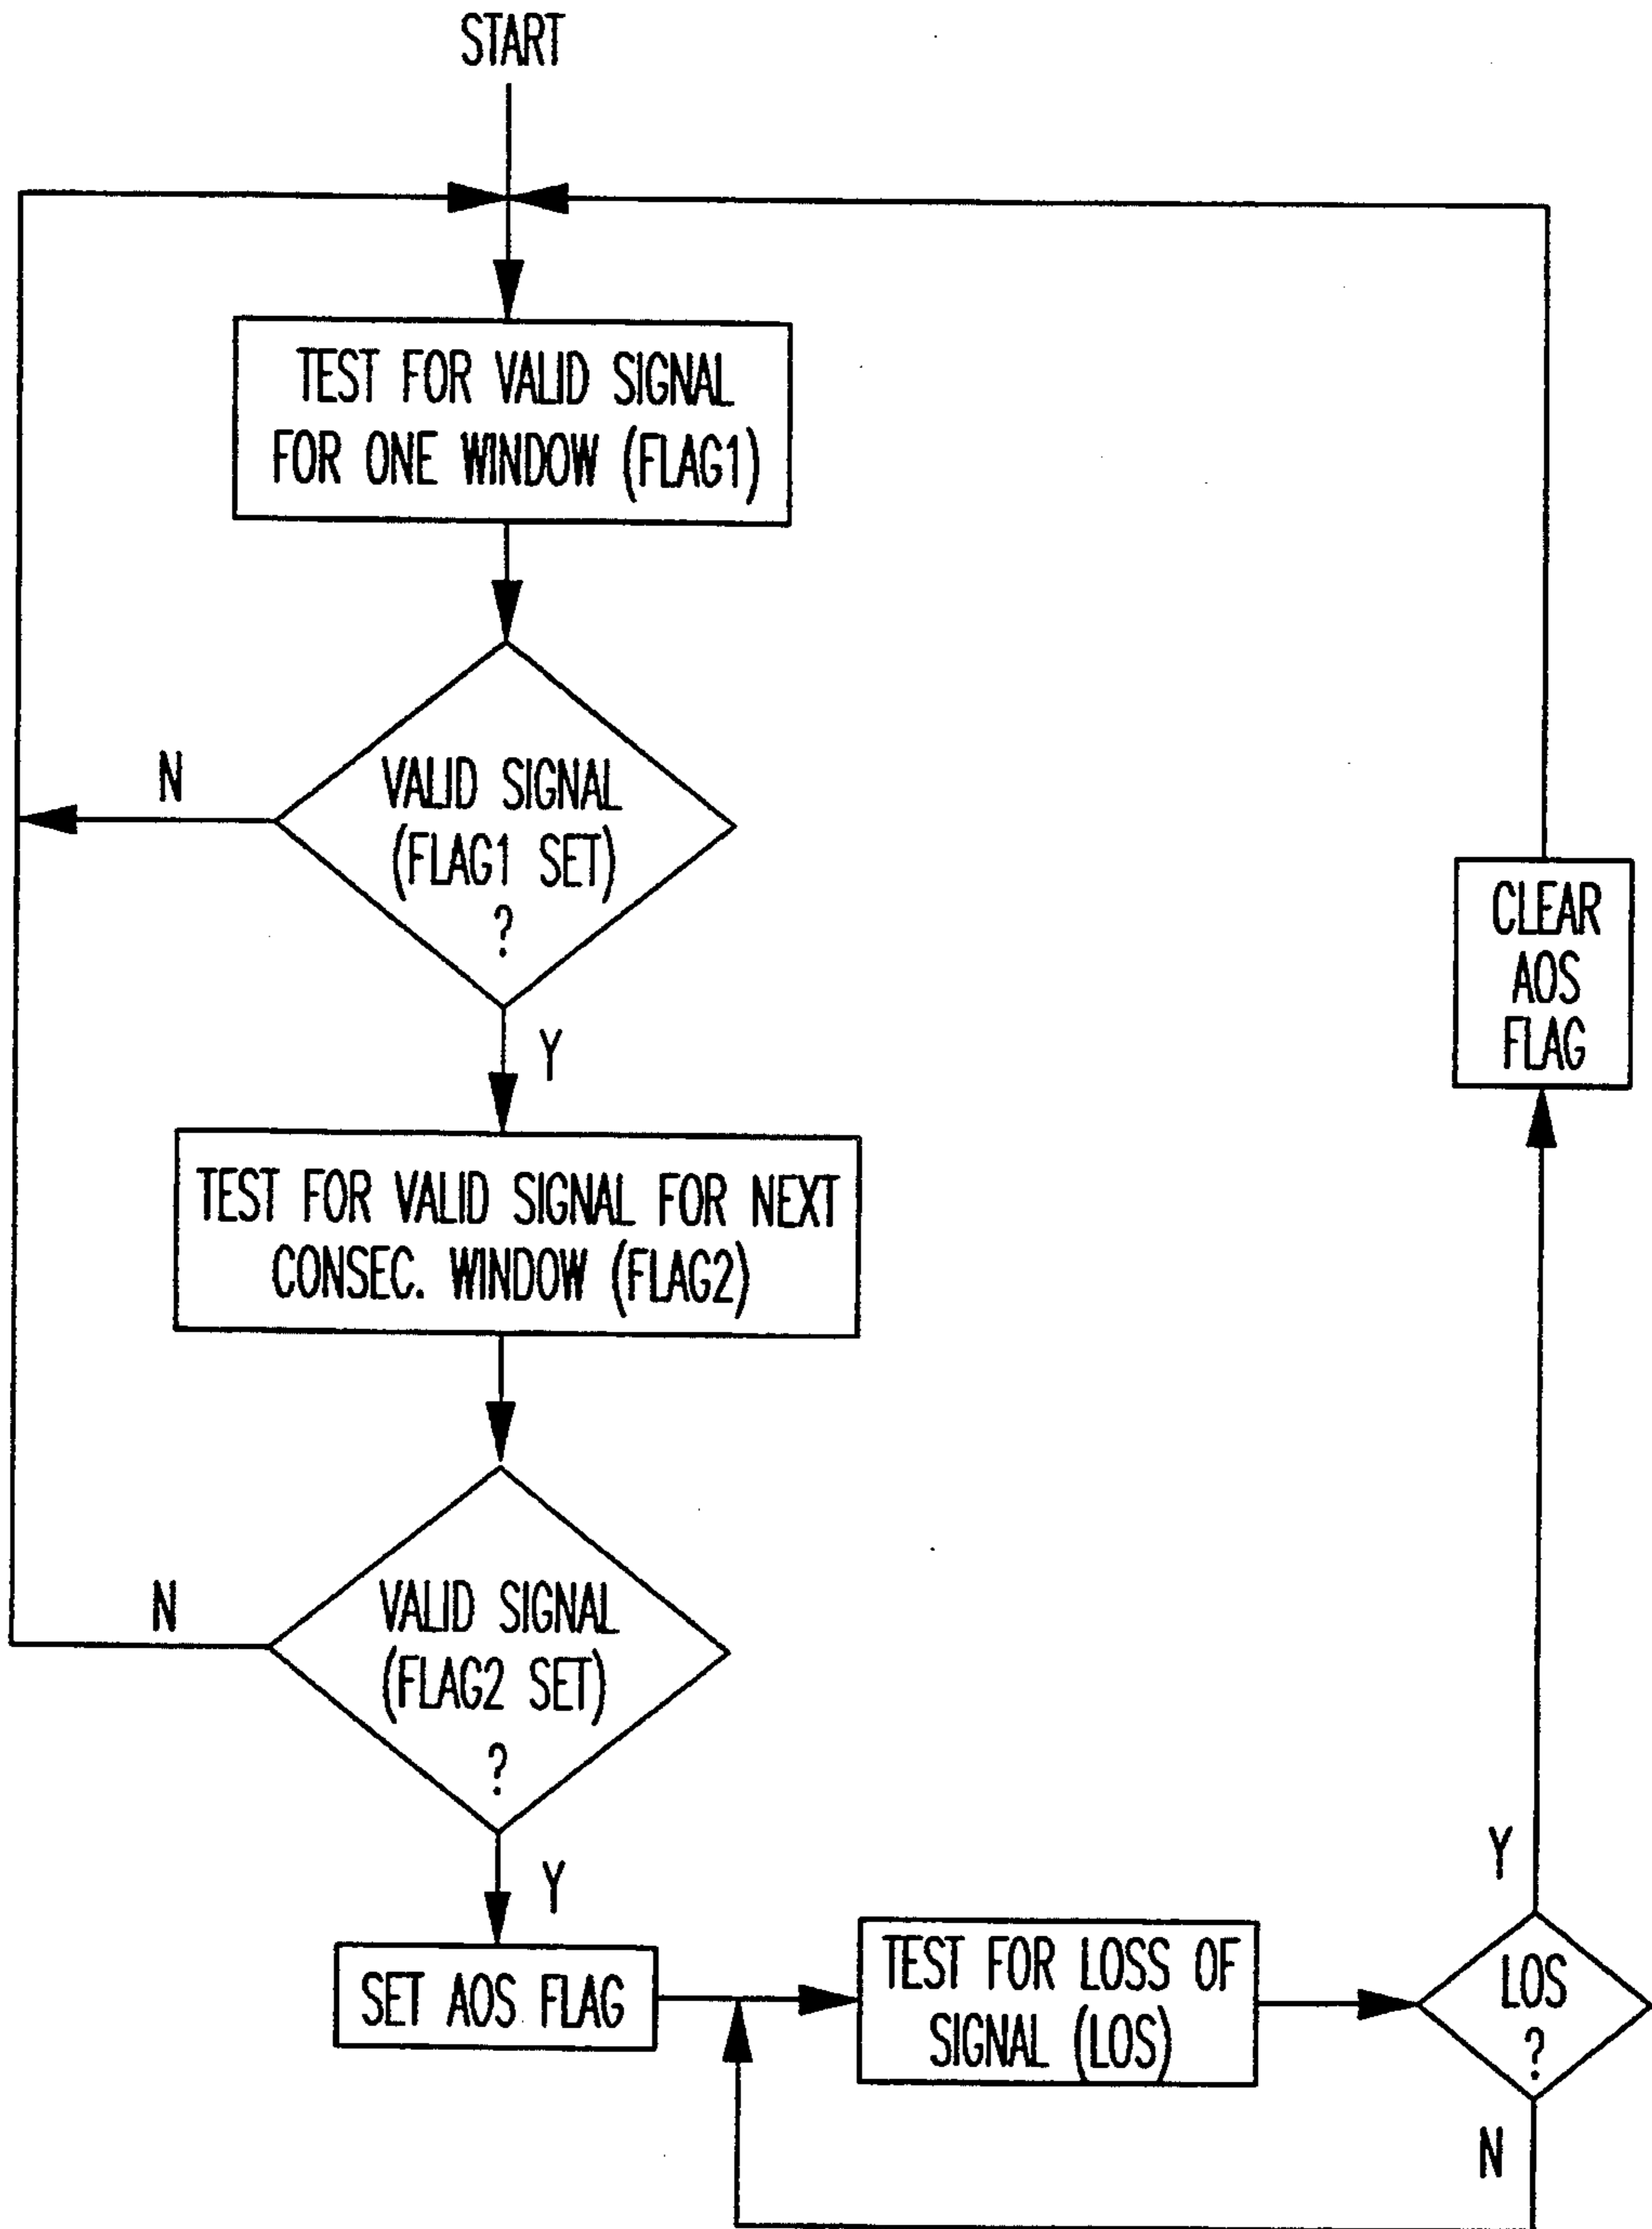 START
TEST FOR VALID SIGNAL
FOR ONE WINDOW (FLAG1)
N
VALID SIGNAL
(FLAG1 SET)
?
Y
TEST FOR VALID SIGNAL FOR NEXT
CONSEC. WINDOW (FLAG2)
N
VALID SIGNAL
(FLAG2 SET)
?
Y
SET AOS FLAG
TEST FOR LOSS OF
SIGNAL (LOS)
LOS
?
N
Y
CLEAR
AOS
FLAG